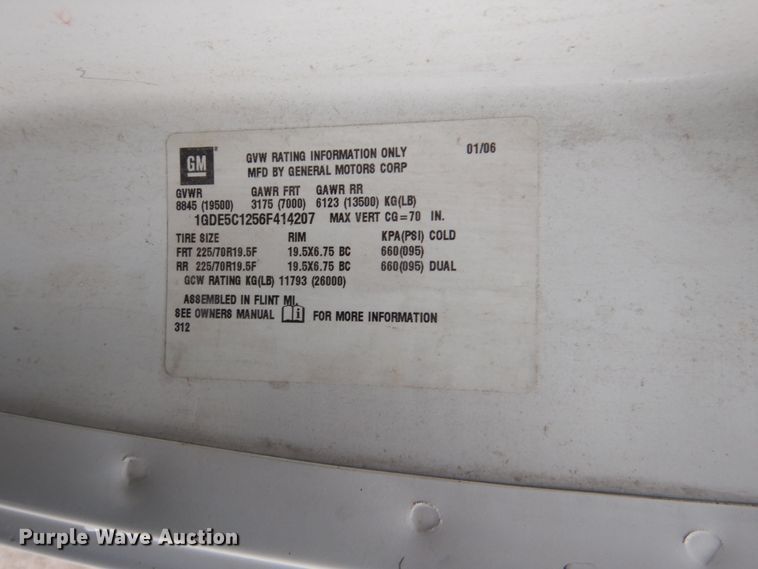 GM
GVW RATING INFORMATION ONLY 01/06
MFD BY GENERAL MOTORS CORP
GVWR GAWR FRT GAWR RR
8845 (19500) 3175 (7000) 6123 (13500) KG(LB)
1GDE5C1256F414207 MAX VERT CG=70 IN.
TIRE SIZE RIM KPA(PSI) COLD
FRT 225/70R19.5F 19.5X6.75 BC 660(095)
RR 225/70R19.5F 19.5X6.75 BC 660(095) DUAL
GCW RATING KG(LB) 11793 (26000)
ASSEMBLED IN FLINT MI.
SEE OWNERS MANUAL i FOR MORE INFORMATION
312
Purple Wave Auction